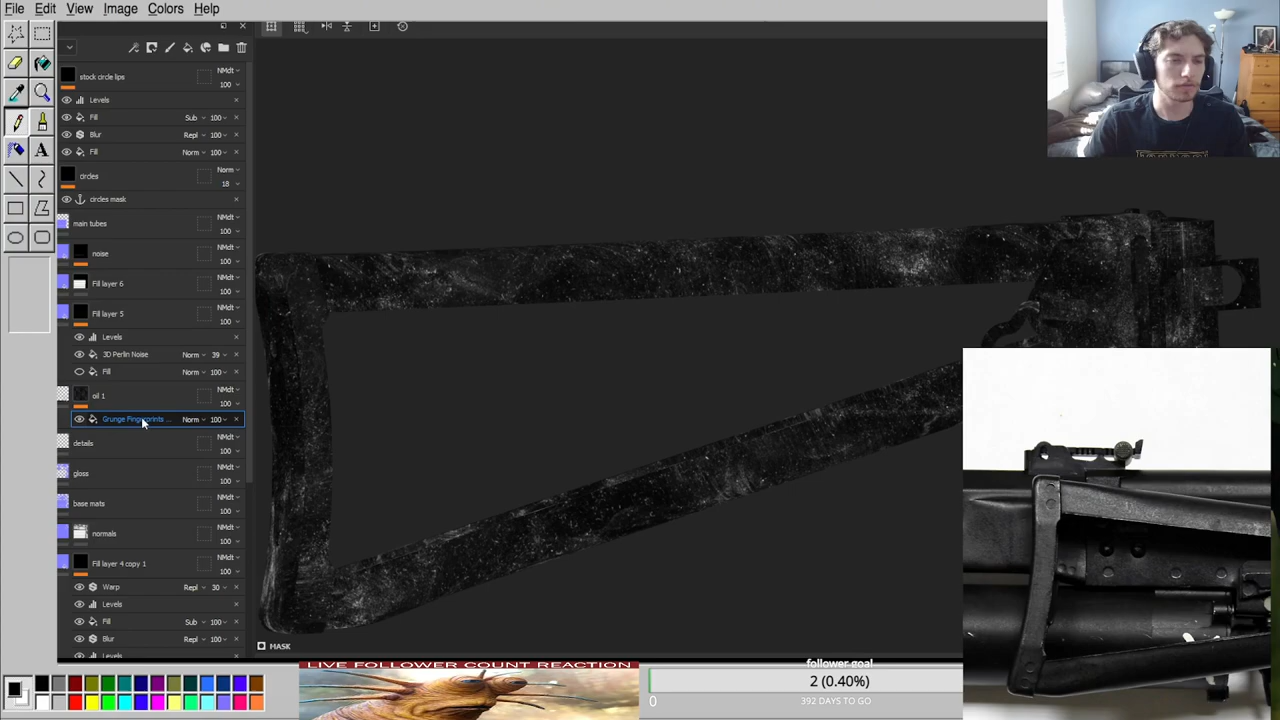 File Edit View Image Colors Help
stock circle lips NMdt 100
Levels
Fill Sub 100
Blur Repl 100
Fill Norm 100
circles Norm 18
circles mask
main tubes NMdt 100
noise NMdt 100
Fill layer 6 NMdt 100
Fill layer 5 NMdt 100
Levels
3D Perlin Noise Norm 39
Fill Norm 100
oil 1 NMdt 100
Grunge Fingerprints ... Norm 100
details NMdt 100
gloss NMdt 100
base mats NMdt 100
normals NMdt 100
Fill layer 4 copy 1 NMdt 100
Warp Repl 30
Levels
Fill Sub 100
Blur Repl 100
Levels
MASK
LIVE FOLLOWER COUNT REACTION
follower goal
2 (0.40%)
0
392 DAYS TO GO